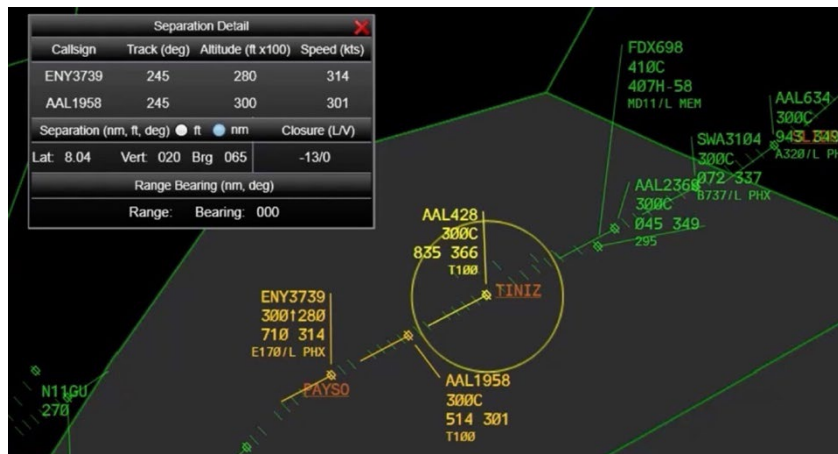 Separation Detail
Callsign Track (deg) Altitude (ft x100) Speed (kts)
ENY3739 245 280 314
AAL1958 245 300 301
Separation (nm, ft, deg) ft nm Closure (L/V)
Lat: 8.04 Vert: 020 Brg 065 -13/0
Range Bearing (nm, deg)
Range: Bearing: 000
FDX698
410C
407H-58
MD11/L MEM
AAL634
300C
943 349
SWA3104
300C
072 337
B737/L PHX
AAL2368
300C
045 349
295
AAL428
300C
835 366
T100
TINIZ
ENY3739
300↑280
710 314
E170/L PHX
PAYSO
AAL1958
300C
514 301
T100
N11GU
270
A320/L PH